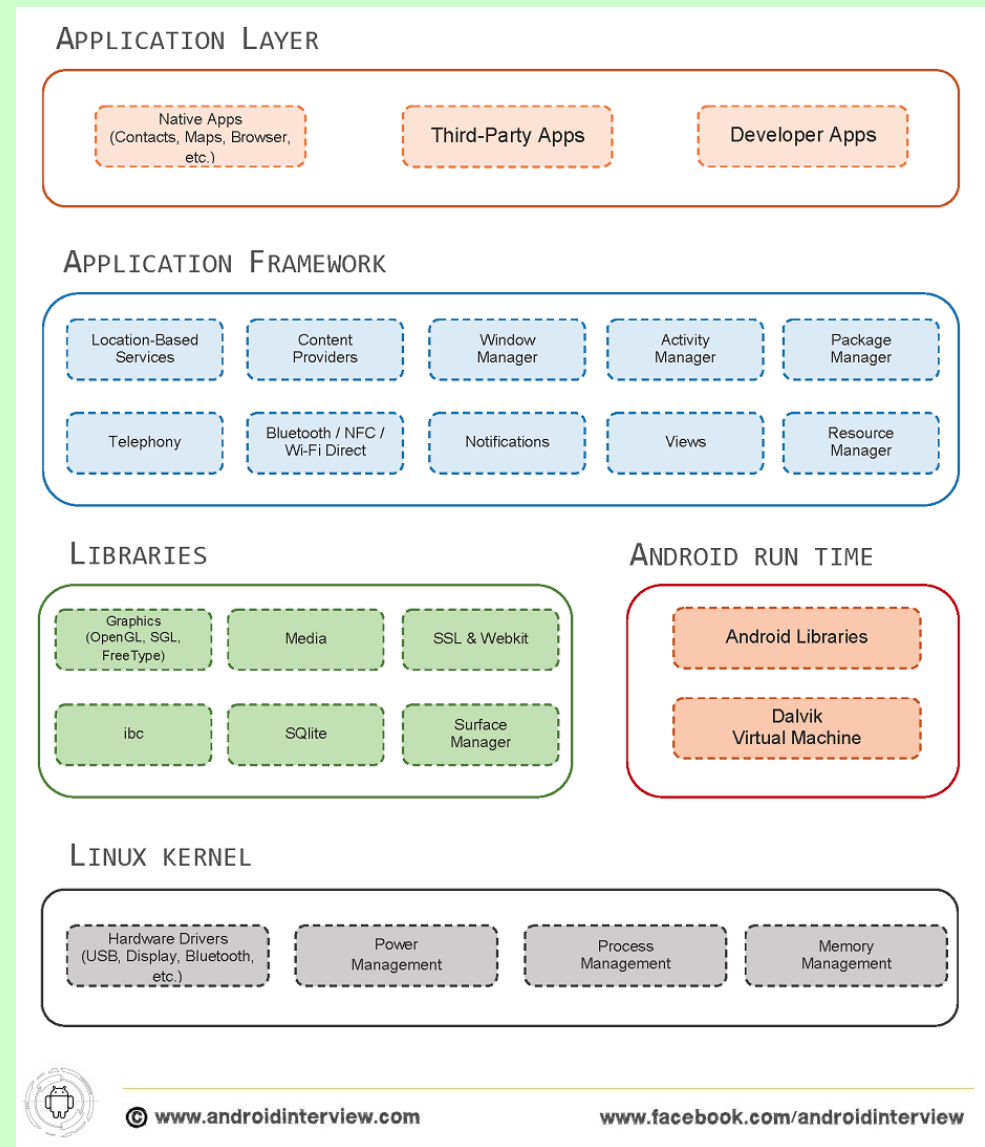 APPLICATION LAYER
Native Apps
(Contacts, Maps, Browser,
etc.)
Third-Party Apps
Developer Apps
APPLICATION FRAMEWORK
Location-Based
Services
Content
Providers
Window
Manager
Activity
Manager
Package
Manager
Telephony
Bluetooth / NFC /
Wi-Fi Direct
Notifications
Views
Resource
Manager
LIBRARIES
Graphics
(OpenGL, SGL,
FreeType)
Media
SSL & Webkit
ibc
SQlite
Surface
Manager
ANDROID RUN TIME
Android Libraries
Dalvik
Virtual Machine
LINUX KERNEL
Hardware Drivers
(USB, Display, Bluetooth,
etc.)
Power
Management
Process
Management
Memory
Management
© www.androidinterview.com
www.facebook.com/androidinterview